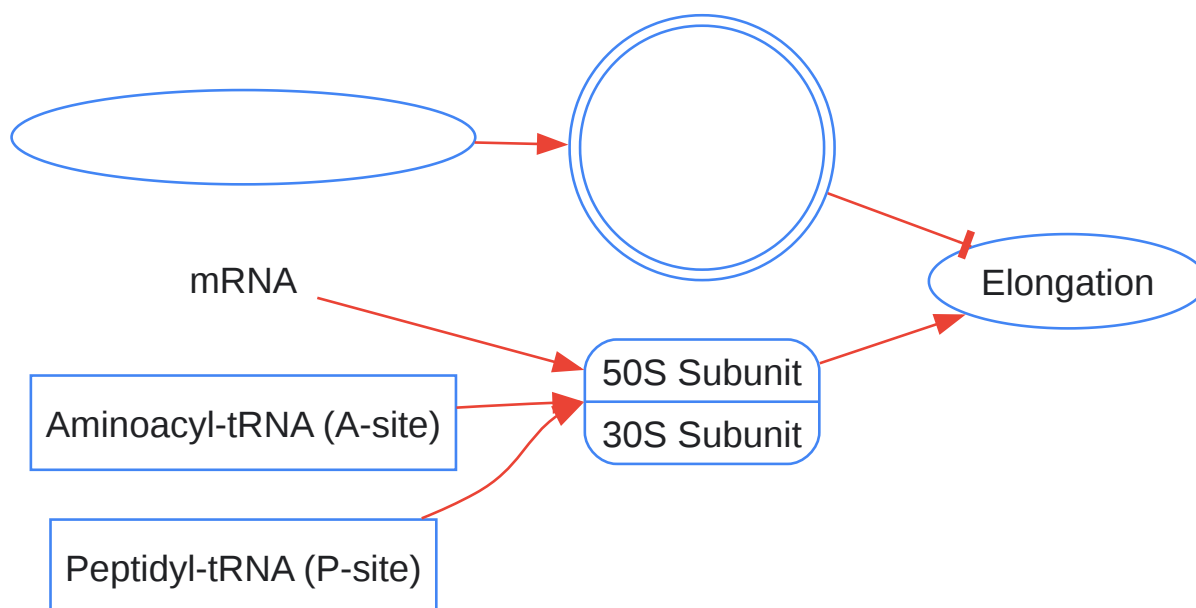 mRNA
Elongation
50S Subunit
30S Subunit
Aminoacyl-tRNA (A-site)
Peptidyl-tRNA (P-site)